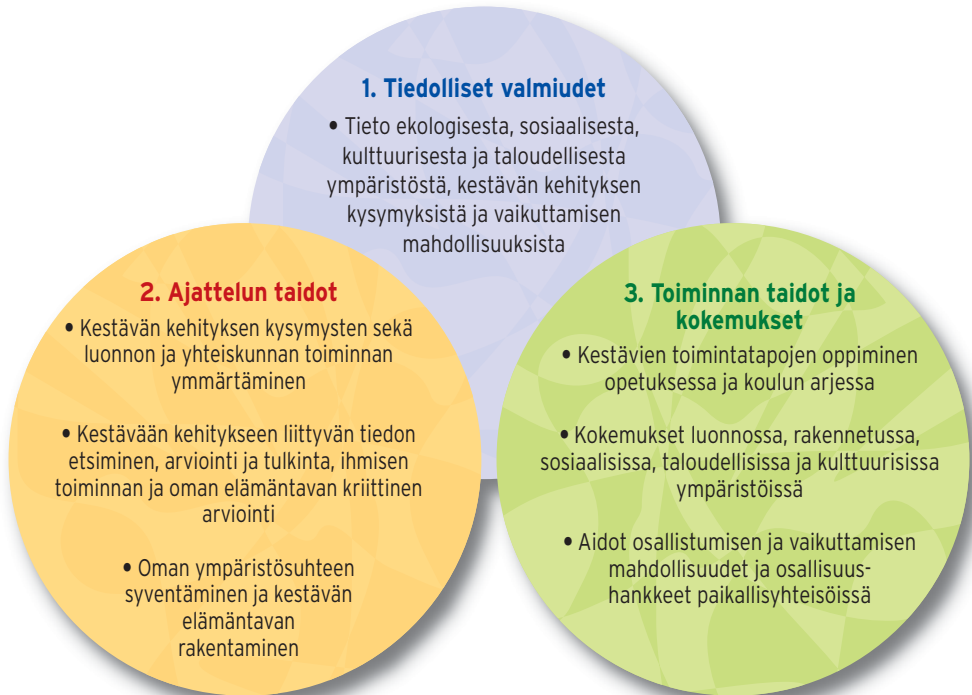 1. Tiedolliset valmiudet
• Tieto ekologisesta, sosiaalisesta,
kulttuurisesta ja taloudellisesta
ympäristöstä, kestävän kehityksen
kysymyksistä ja vaikuttamisen
mahdollisuuksista
2. Ajattelun taidot
• Kestävän kehityksen kysymysten sekä
luonnon ja yhteiskunnan toiminnan
ymmärtäminen
• Kestävään kehitykseen liittyvän tiedon
etsiminen, arviointi ja tulkinta, ihmisen
toiminnan ja oman elämäntavan kriittinen
arviointi
• Oman ympäristösuhteen
syventäminen ja kestävän
elämäntavan
rakentaminen
3. Toiminnan taidot ja
kokemukset
• Kestävien toimintatapojen oppiminen
opetuksessa ja koulun arjessa
• Kokemukset luonnossa, rakennetussa,
sosiaalisissa, taloudellisissa ja kulttuurisissa
ympäristöissä
• Aidot osallistumisen ja vaikuttamisen
mahdollisuudet ja osallisuus-
hankkeet paikallisyhteisöissä